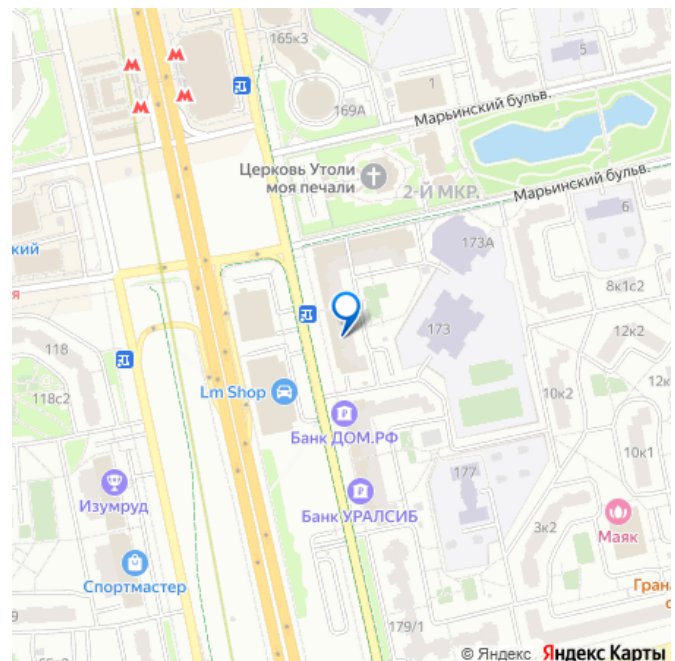 165к3
5
1
169А
Марьинский бульв.
Церковь Утоли
моя печали
2-Й МКР.
Марьинский бульв.
6
173А
кий
я
8к1с2
118
173
12к2
118с2
Lm Shop
10к2
12к
Банк ДОМ.РФ
10к1
177
Изумруд
Банк УРАЛСИБ
3к2
Маяк
Спортмастер
Гран
с
9
179/1
© Яндекс Яндекс Карты